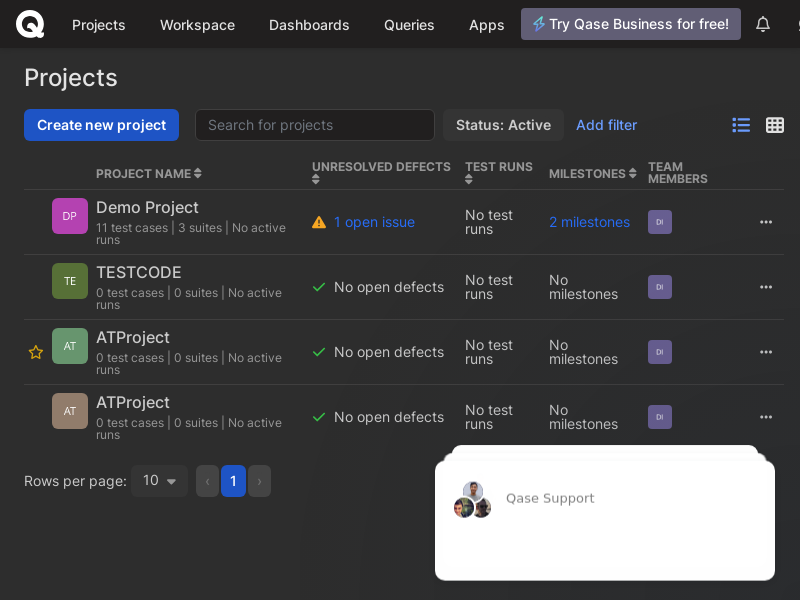 Projects
Workspace
Dashboards
Queries
Apps
Try Qase Business for free!
Projects
Create new project
Search for projects
Status: Active
Add filter
PROJECT NAME
UNRESOLVED DEFECTS
TEST RUNS
MILESTONES
TEAM
MEMBERS
DP
Demo Project
11 test cases | 3 suites | No active
runs
1 open issue
No test
runs
2 milestones
DI
TE
TESTCODE
0 test cases | 0 suites | No active
runs
No open defects
No test
runs
No
milestones
DI
AT
ATProject
0 test cases | 0 suites | No active
runs
No open defects
No test
runs
No
milestones
DI
AT
ATProject
0 test cases | 0 suites | No active
runs
No open defects
No test
runs
No
milestones
DI
Rows per page:
10
‹
1
›
Qase Support